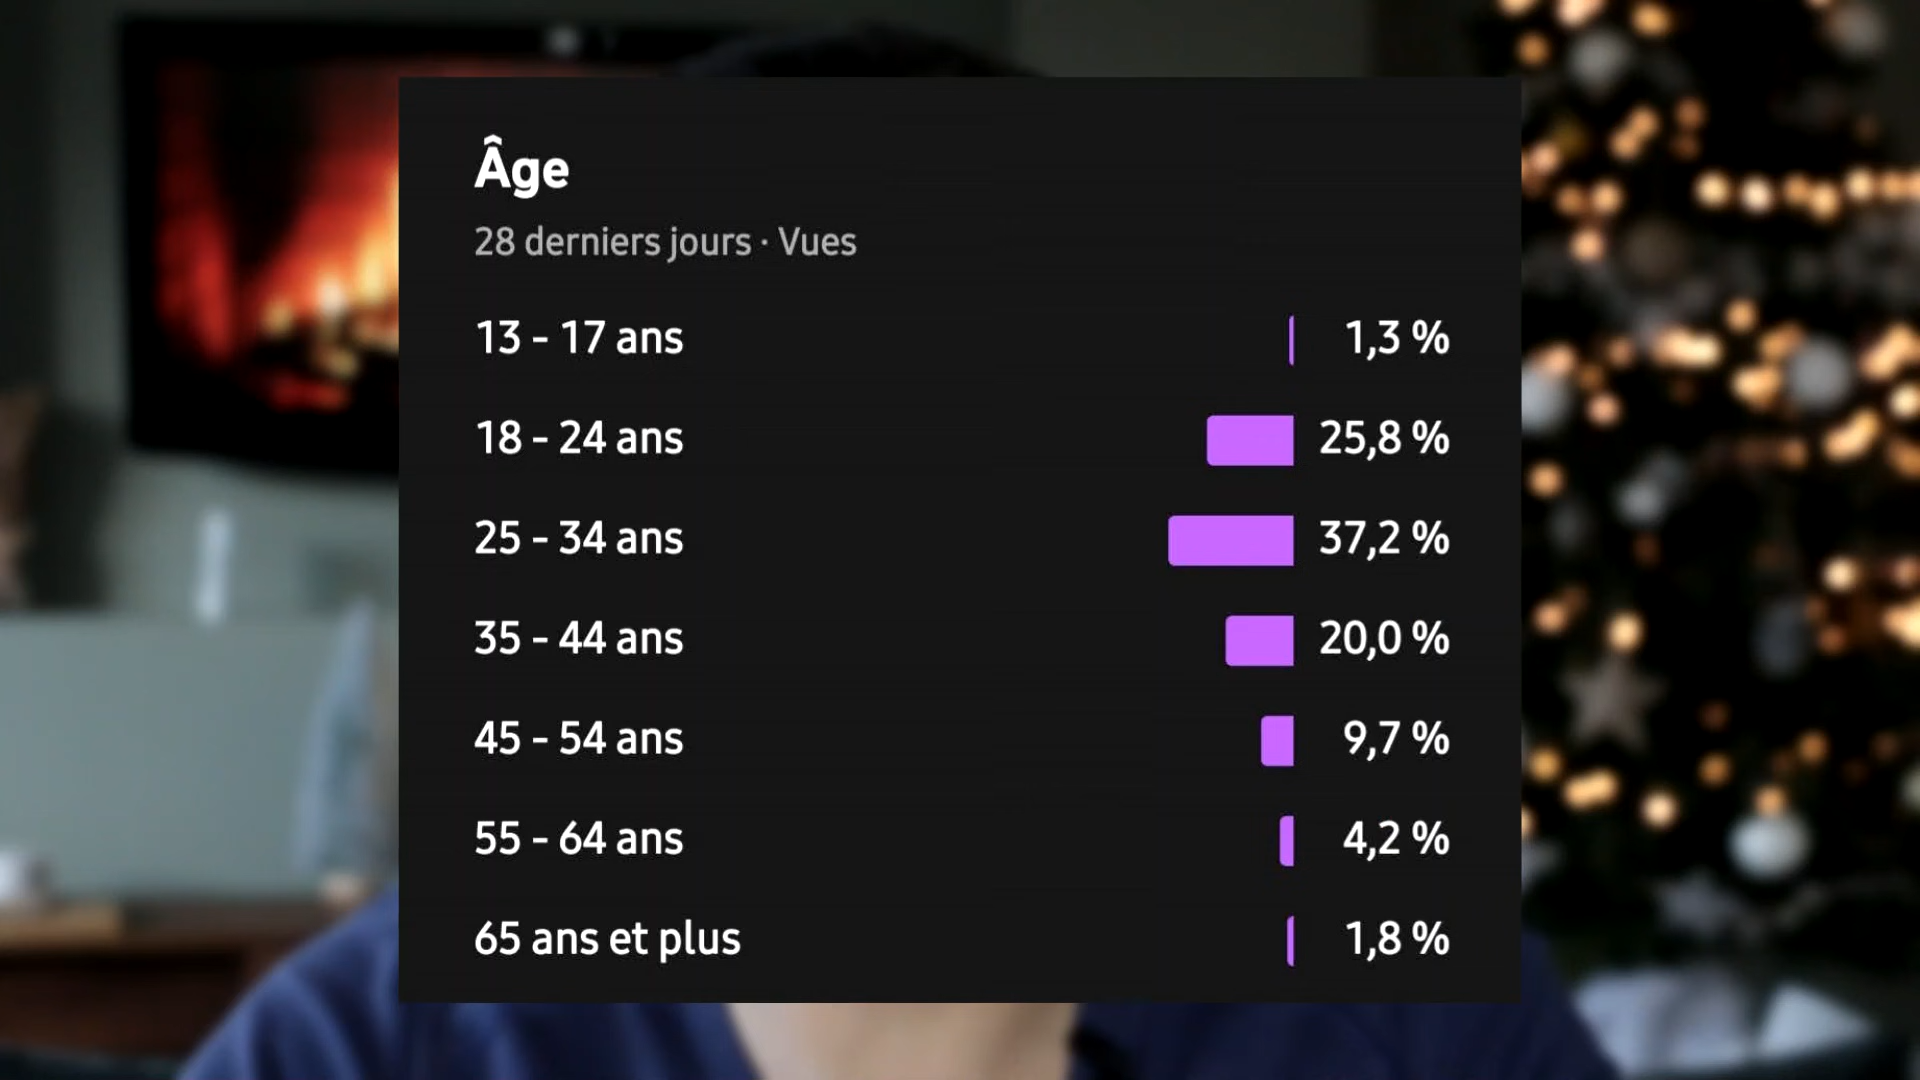 Âge
28 derniers jours · Vues
13 - 17 ans 1,3 %
18 - 24 ans 25,8 %
25 - 34 ans 37,2 %
35 - 44 ans 20,0 %
45 - 54 ans 9,7 %
55 - 64 ans 4,2 %
65 ans et plus 1,8 %